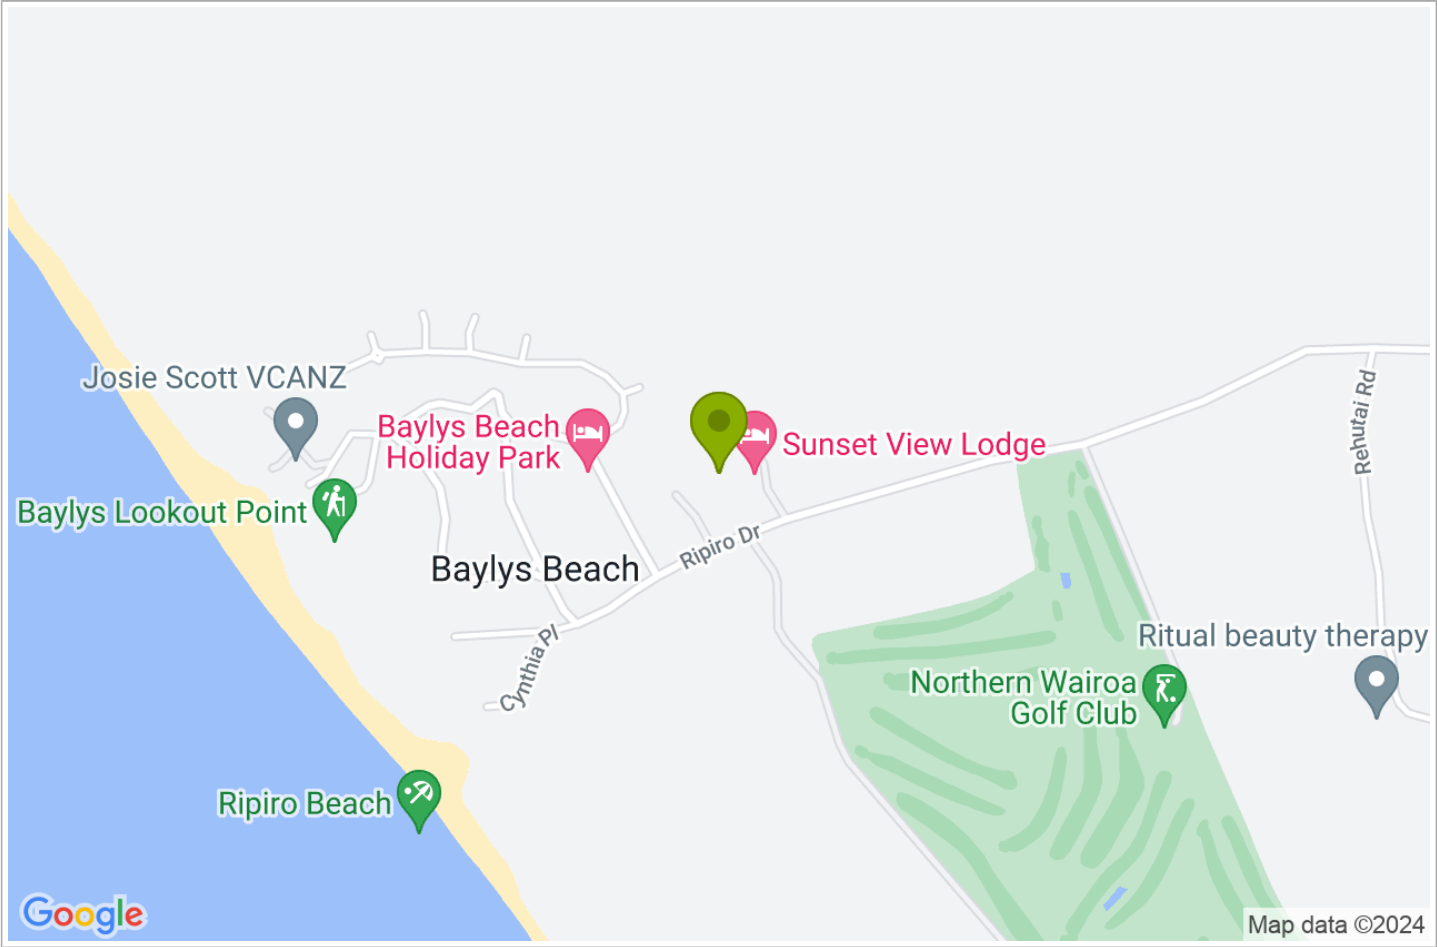 Josie Scott VCANZ
Baylys Beach
Holiday Park
Sunset View Lodge
Rehutai Rd
Baylys Lookout Point
Ripiro Dr
Baylys Beach
Cynthia Pl
Ritual beauty therapy
Northern Wairoa
Golf Club
Ripiro Beach
Google
Map data ©2024